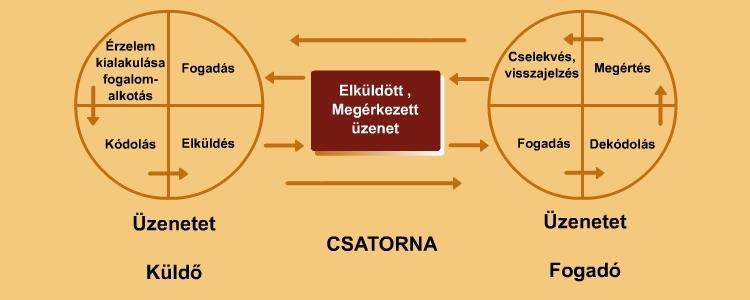 Érzelem
kialakulása
fogalom-
alkotás
Fogadás
Kódolás
Elküldés
Üzenetet
Küldő
Elküldött ,
Megérkezett
üzenet
CSATORNA
Cselekvés,
visszajelzés
Megértés
Fogadás
Dekódolás
Üzenetet
Fogadó